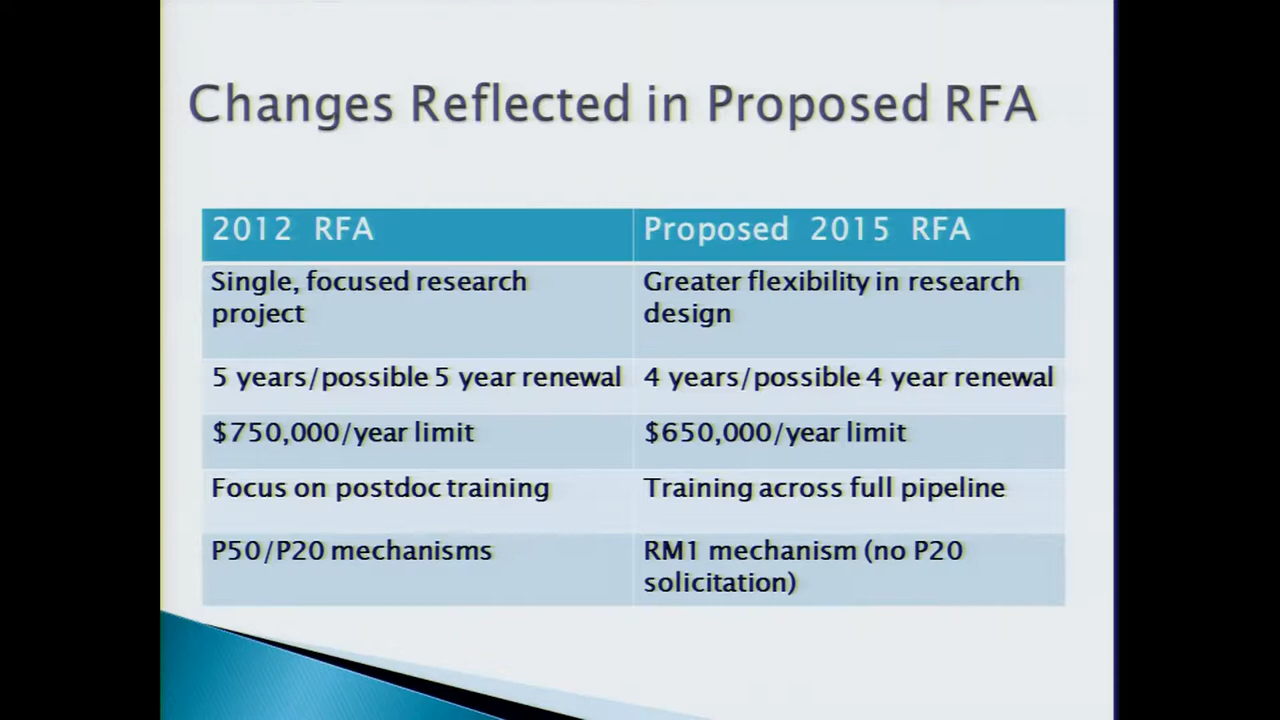 Changes Reflected in Proposed RFA
2012 RFA
Proposed 2015 RFA
Single, focused research
project
Greater flexibility in research
design
5 years/possible 5 year renewal
4 years/possible 4 year renewal
$750,000/year limit
$650,000/year limit
Focus on postdoc training
Training across full pipeline
P50/P20 mechanisms
RM1 mechanism (no P20
solicitation)